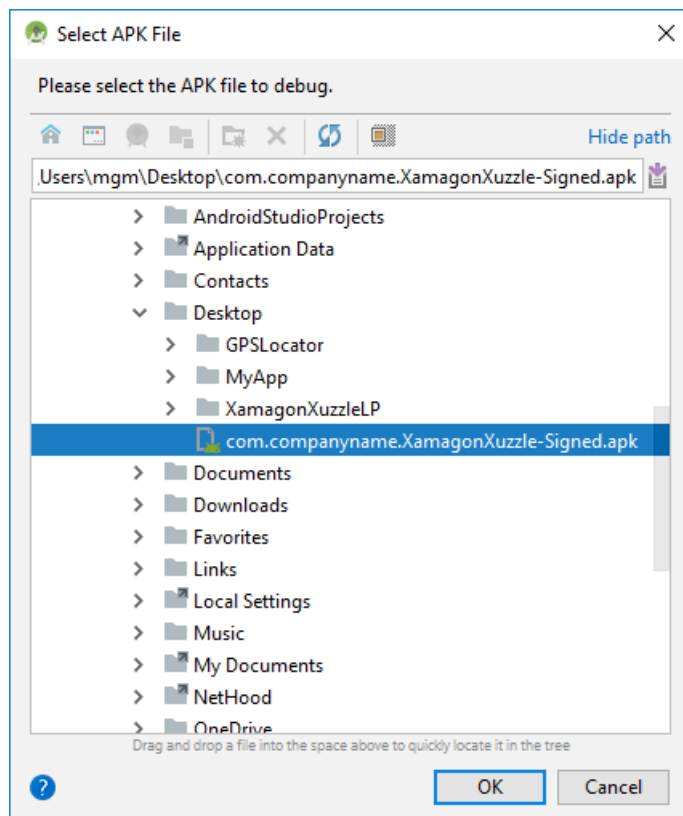 Select APK File
Please select the APK file to debug.
Hide path
Users\mgm\Desktop\com.companyname.XamagonXuzzle-Signed.apk
AndroidStudioProjects
Application Data
Contacts
Desktop
GPSLocator
MyApp
XamagonXuzzleLP
com.companyname.XamagonXuzzle-Signed.apk
Documents
Downloads
Favorites
Links
Local Settings
Music
My Documents
NetHood
OneDrive
Drag and drop a file into the space above to quickly locate it in the tree
? OK Cancel